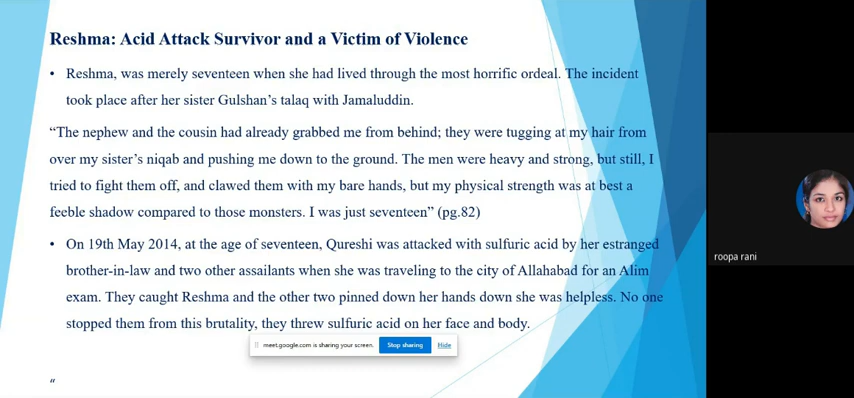 Reshma: Acid Attack Survivor and a Victim of Violence
• Reshma, was merely seventeen when she had lived through the most horrific ordeal. The incident
took place after her sister Gulshan's talaq with Jamaluddin.
“The nephew and the cousin had already grabbed me from behind; they were tugging at my hair from
over my sister’s niqab and pushing me down to the ground. The men were heavy and strong, but still, I
tried to fight them off, and clawed them with my bare hands, but my physical strength was at best a
feeble shadow compared to those monsters. I was just seventeen” (pg.82)
• On 19th May 2014, at the age of seventeen, Qureshi was attacked with sulfuric acid by her estranged
brother-in-law and two other assailants when she was traveling to the city of Allahabad for an Alim
exam. They caught Reshma and the other two pinned down her hands down she was helpless. No one
stopped them from this brutality, they threw sulfuric acid on her face and body.
meet.google.com is sharing your screen. Stop sharing Hide
“
roopa rani